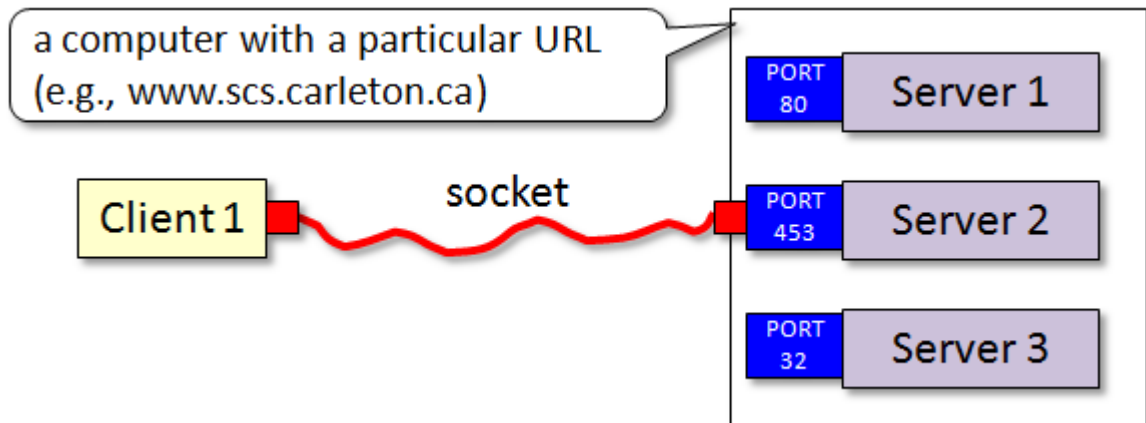 a computer with a particular URL
(e.g., www.scs.carleton.ca)
PORT
80
Server 1
Client 1
socket
PORT
453
Server 2
PORT
32
Server 3